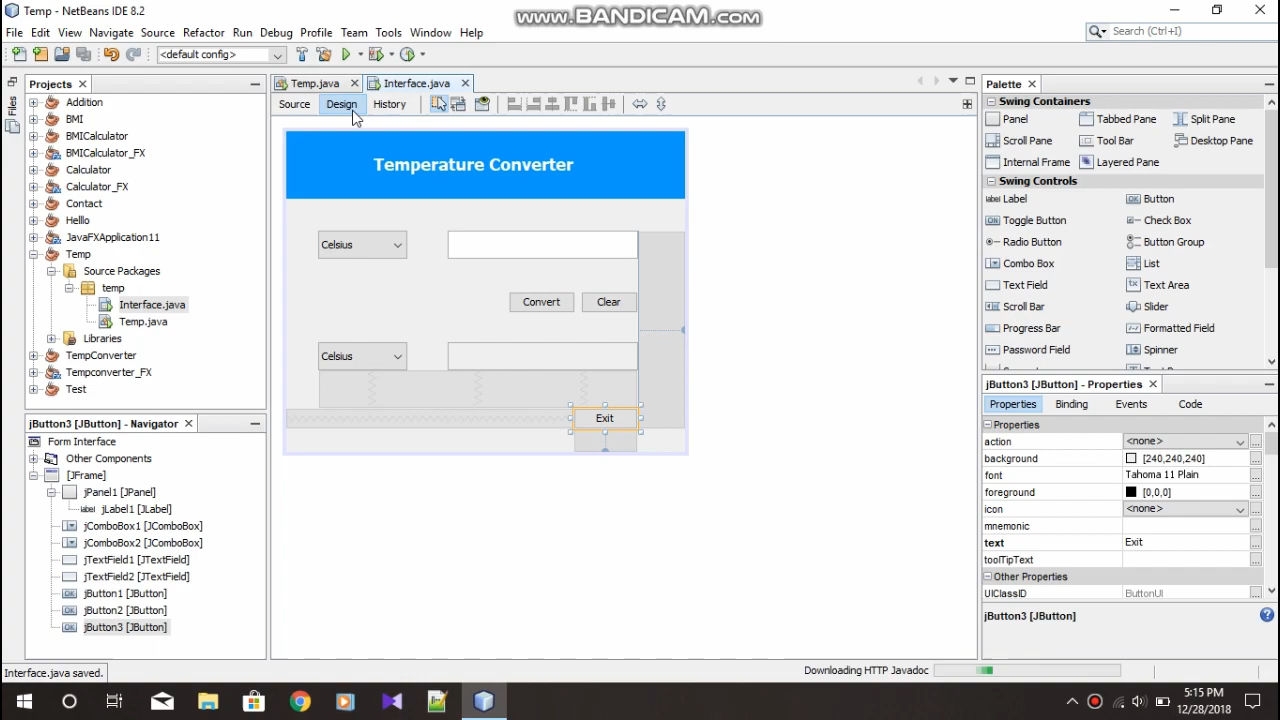 Temp - NetBeans IDE 8.2
www.BANDICAM.com
File Edit View Navigate Source Refactor Run Debug Profile Team Tools Window Help
Search (Ctrl+I)
<default config>
Files
Projects
Addition
BMI
BMICalculator
BMICalculator_FX
Calculator
Calculator_FX
Contact
Helllo
JavaFXApplication11
Temp
Source Packages
temp
Interface.java
Temp.java
Libraries
TempConverter
Tempconverter_FX
Test
jButton3 [JButton] - Navigator
Form Interface
Other Components
[JFrame]
jPanel1 [JPanel]
label jLabel1 [JLabel]
jComboBox1 [JComboBox]
jComboBox2 [JComboBox]
jTextField1 [JTextField]
jTextField2 [JTextField]
OK jButton1 [JButton]
OK jButton2 [JButton]
OK jButton3 [JButton]
Temp.java Interface.java
Source Design History
Temperature Converter
Celsius
Convert Clear
Celsius
Exit
Palette
Swing Containers
Panel Tabbed Pane Split Pane
Scroll Pane Tool Bar Desktop Pane
Internal Frame Layered Pane
Swing Controls
label Label OK Button
ON Toggle Button Check Box
Radio Button Button Group
Combo Box List
Text Field Text Area
Scroll Bar Slider
Progress Bar Formatted Field
Password Field Spinner
jButton3 [JButton] - Properties
Properties Binding Events Code
Properties
action <none> ...
background [240,240,240] ...
font Tahoma 11 Plain ...
foreground [0,0,0] ...
icon <none> ...
mnemonic ...
text Exit ...
toolTipText ...
Other Properties
UIClassID ButtonUI ...
jButton3 [JButton]
Interface.java saved.
Downloading HTTP Javadoc
5:15 PM
12/28/2018